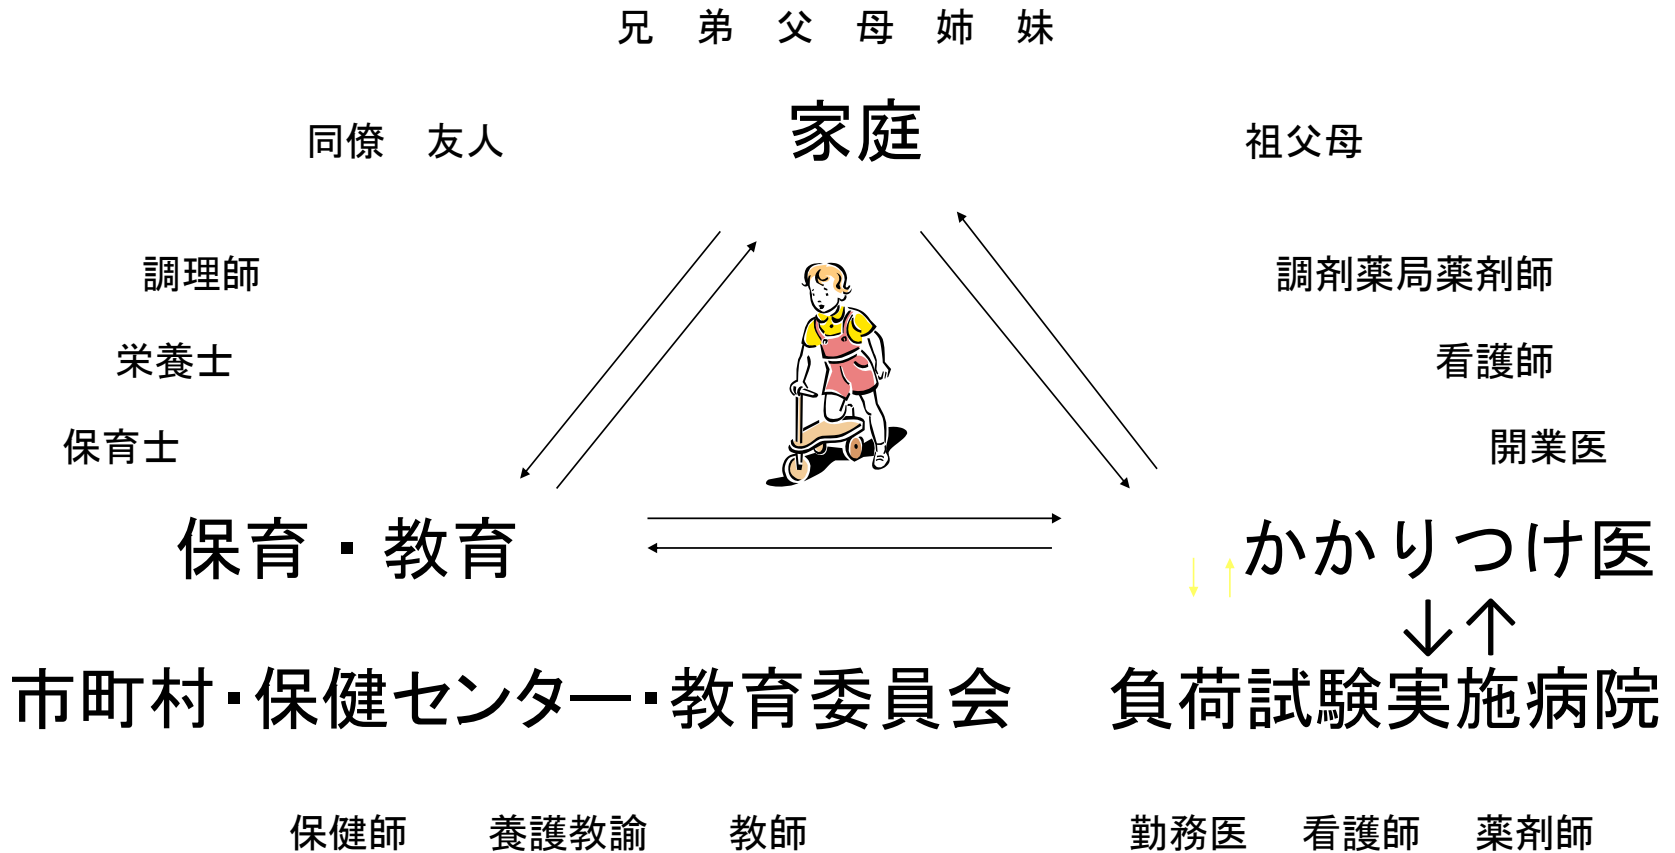 兄 弟 父 母 姉 妹
家庭
同僚 友人
祖父母
調理師
調剤薬局薬剤師
栄養士
看護師
保育士
開業医
保育・教育
かかりつけ医
↓↑
市町村・保健センター・教育委員会
負荷試験実施病院
保健師 養護教諭 教師
勤務医 看護師 薬剤師